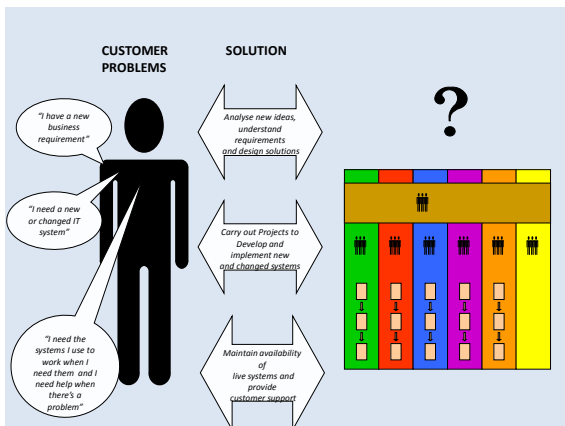 CUSTOMER
PROBLEMS
SOLUTION
?
"I have a new
business
requirement"
Analyse new ideas,
understand
requirements
and design solutions
"I need a new
or changed IT
system"
Carry out Projects to
Develop and
implement new
and changed systems
"I need the
systems I use to
work when I
need them and I
need help when
there's a
problem"
Maintain availability
of
live systems and
provide
customer support